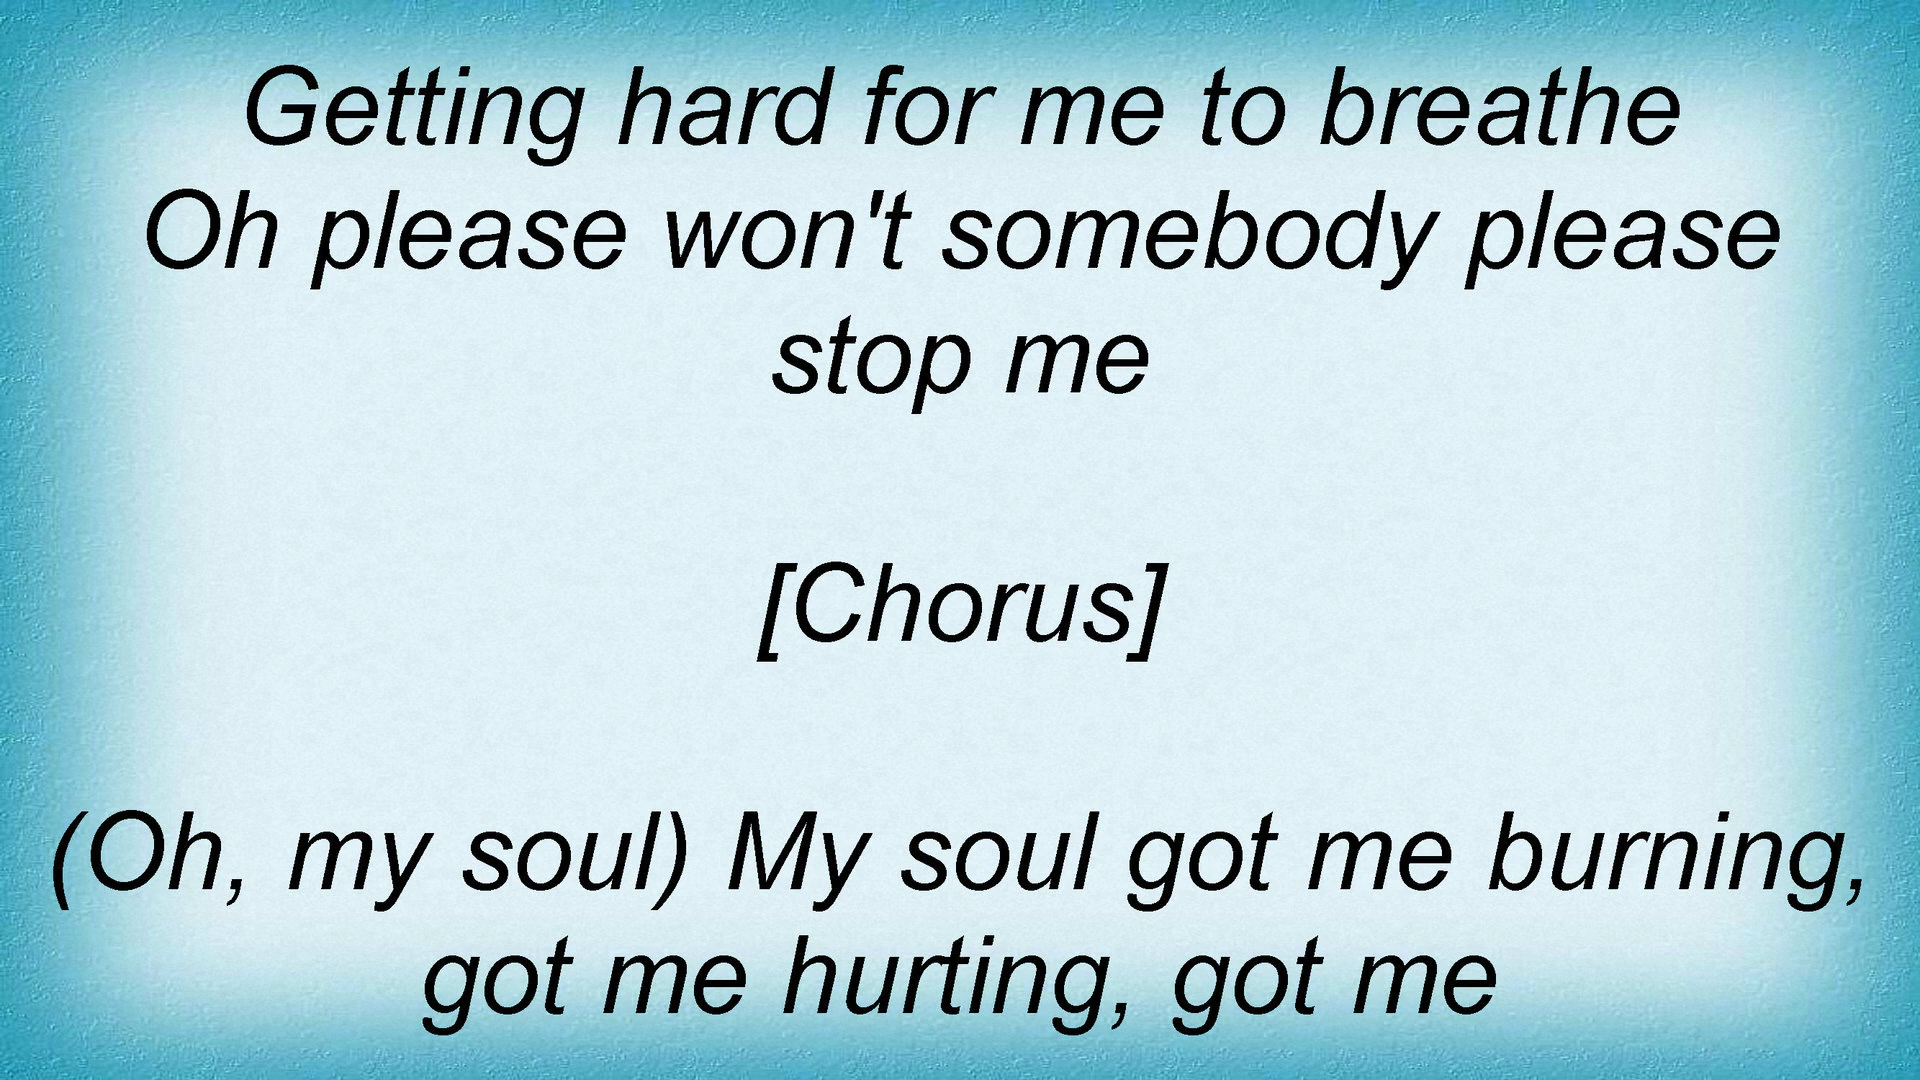 Getting hard for me to breathe
Oh please won't somebody please
stop me
[Chorus]
(Oh, my soul) My soul got me burning,
got me hurting, got me